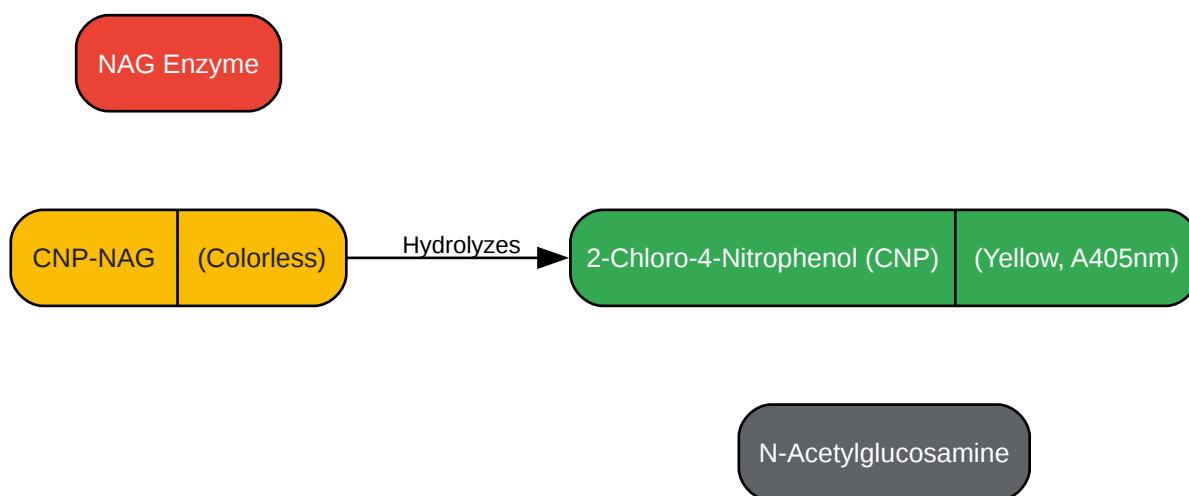 NAG Enzyme
CNP-NAG
(Colorless)
Hydrolyzes
2-Chloro-4-Nitrophenol (CNP)
(Yellow, A405nm)
N-Acetylglucosamine